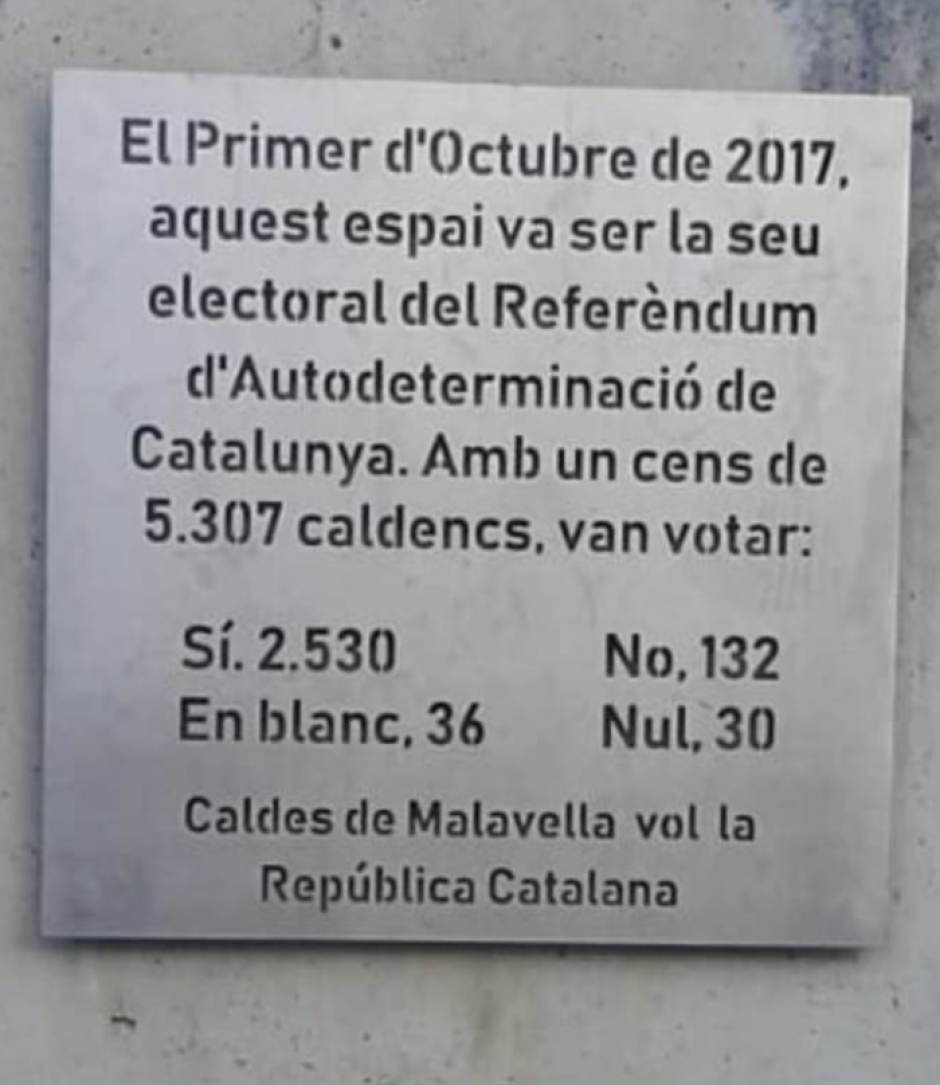 El Primer d'Octubre de 2017,
aquest espai va ser la seu
electoral del Referèndum
d'Autodeterminació de
Catalunya. Amb un cens de
5.307 caldencs, van votar:
Sí. 2.530 No, 132
En blanc, 36 Nul, 30
Caldes de Malavella vol la
República Catalana